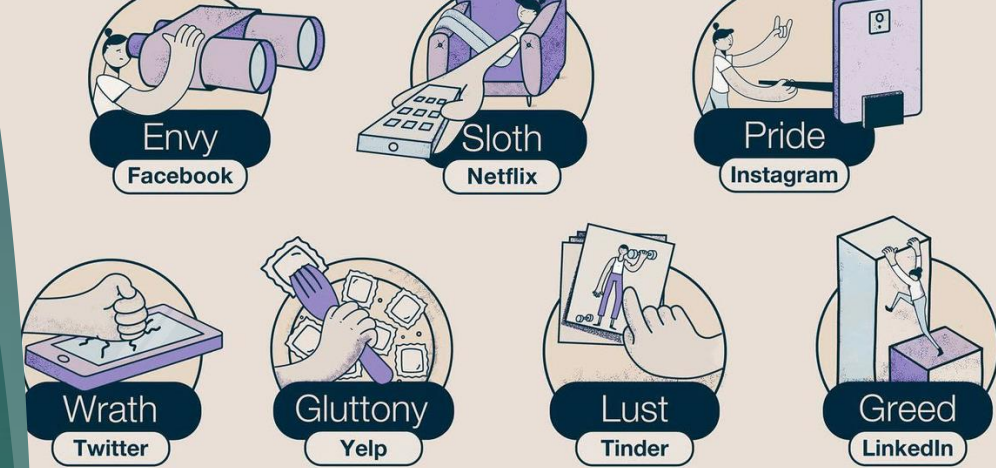 Envy
Facebook
Sloth
Netflix
Pride
Instagram
Wrath
Twitter
Gluttony
Yelp
Lust
Tinder
Greed
LinkedIn